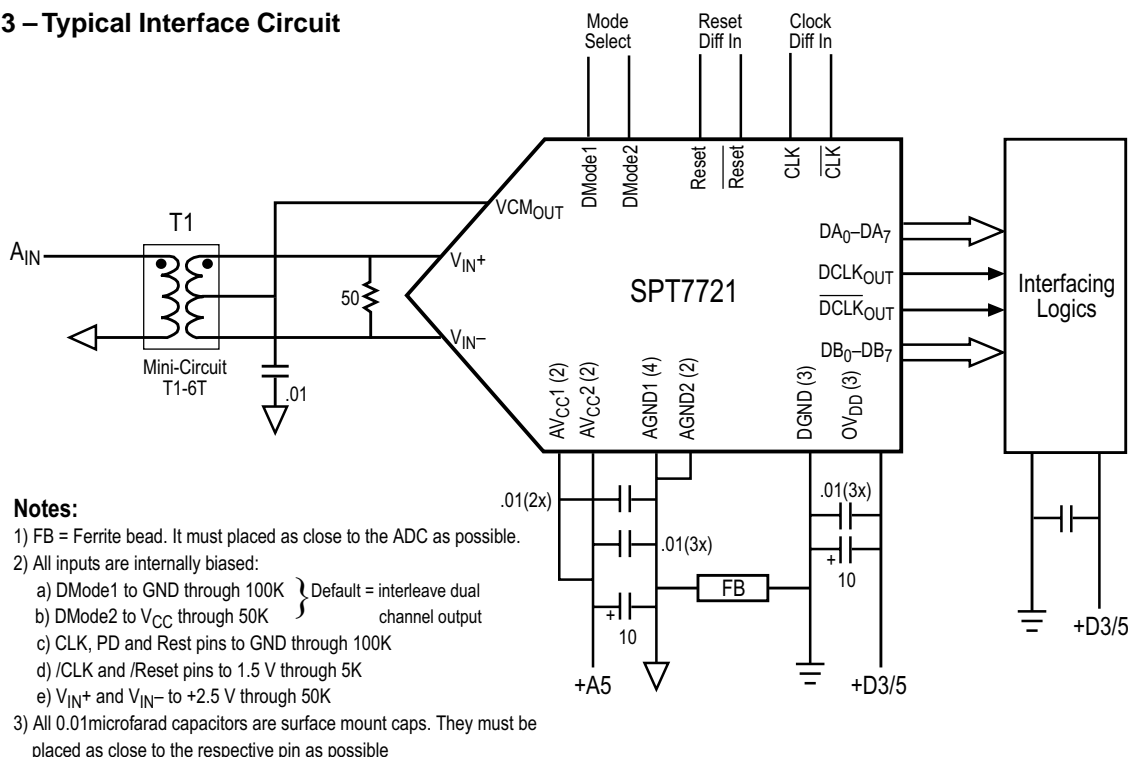 3 – Typical Interface Circuit
Mode
Select
Reset
Diff In
Clock
Diff In
DMode1
DMode2
Reset
Reset
CLK
CLK
VCMOUT
T1
AIN
VIN+
50
VIN–
Mini-Circuit
T1-6T
.01
SPT7721
DA0–DA7
DCLKOUT
DCLKOUT
DB0–DB7
Interfacing
Logics
AVCC1 (2)
AVCC2 (2)
AGND1 (4)
AGND2 (2)
DGND (3)
OVDD (3)
.01(2x)
.01(3x)
.01(3x)
+
10
FB
+
10
+A5
+D3/5
+D3/5
Notes:
1) FB = Ferrite bead. It must placed as close to the ADC as possible.
2) All inputs are internally biased:
a) DMode1 to GND through 100K } Default = interleave dual
b) DMode2 to VCC through 50K channel output
c) CLK, PD and Rest pins to GND through 100K
d) /CLK and /Reset pins to 1.5 V through 5K
e) VIN+ and VIN– to +2.5 V through 50K
3) All 0.01microfarad capacitors are surface mount caps. They must be
placed as close to the respective pin as possible